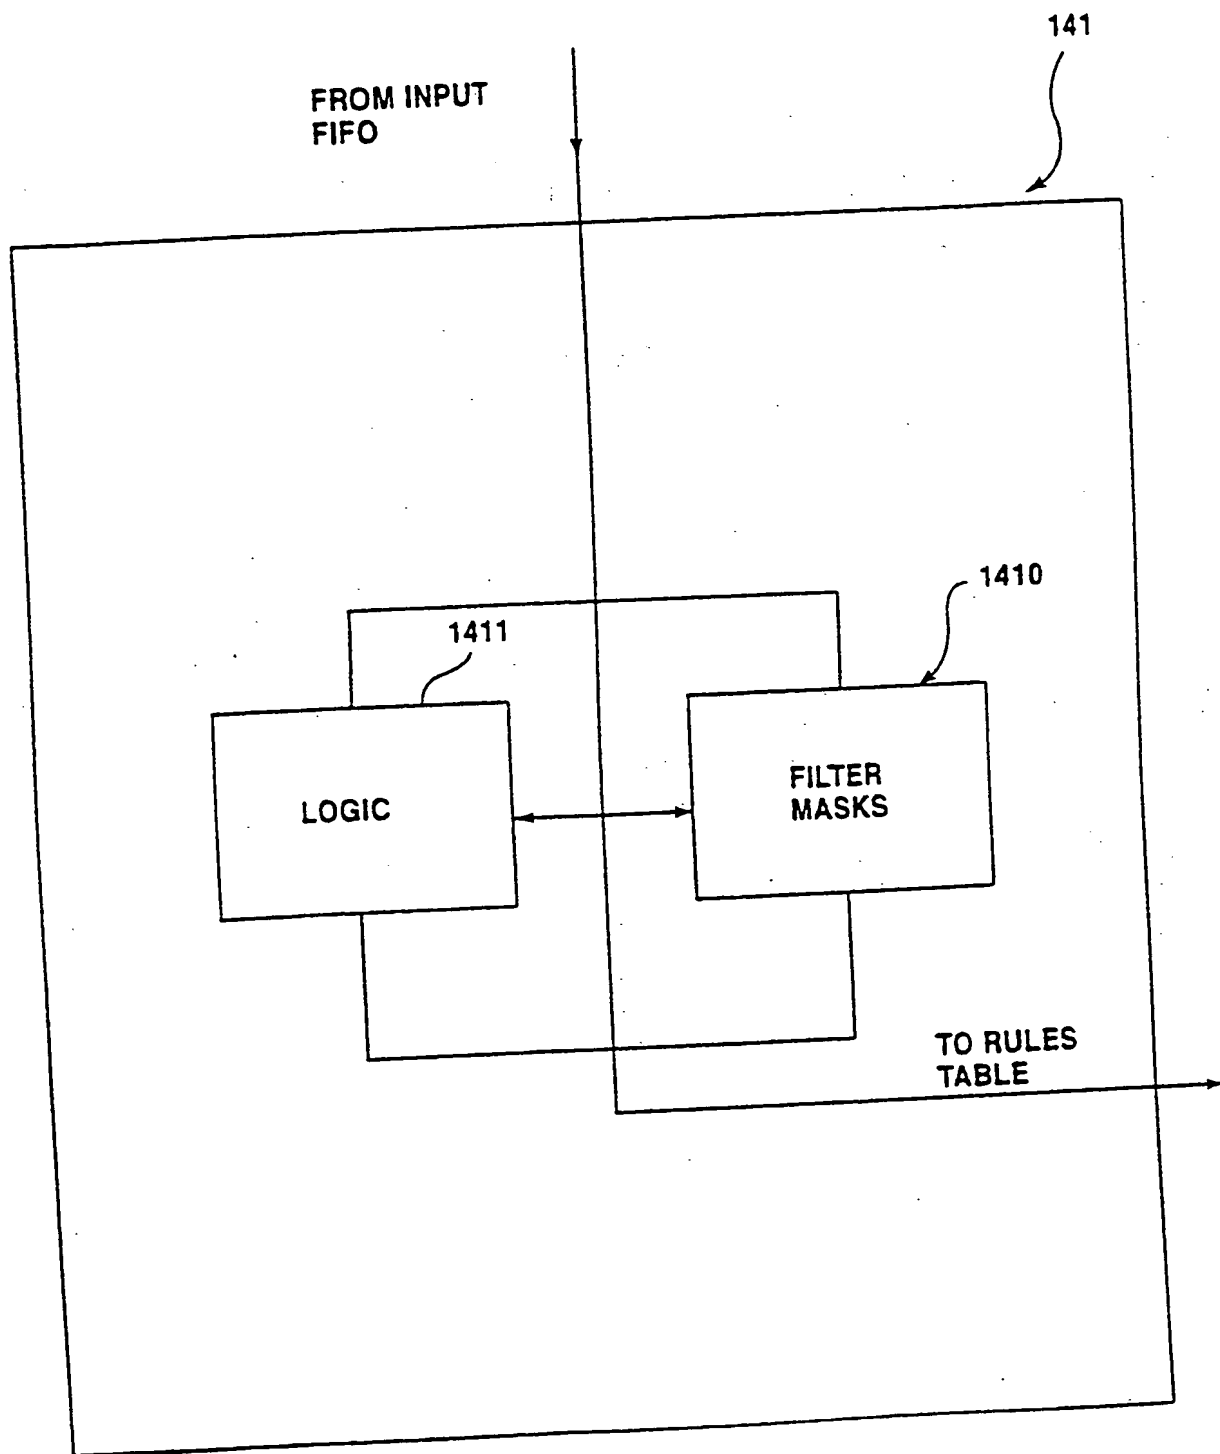 141
FROM INPUT
FIFO
1410
1411
LOGIC
FILTER
MASKS
TO RULES
TABLE